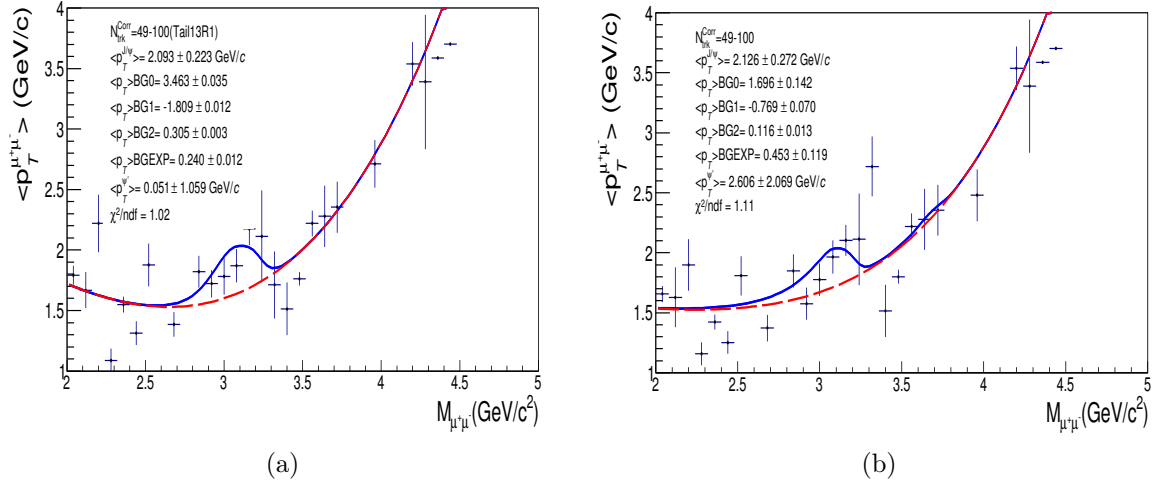 <p_T^{μ⁺μ⁻}> (GeV/c)
4
3.5
3
2.5
2
1.5
1
N_{trk}^{Corr}=49-100(Tail13R1)
<p_T^{J/ψ}>= 2.093 ± 0.223 GeV/c
<p_T>BG0= 3.463 ± 0.035
<p_T>BG1= -1.809 ± 0.012
<p_T>BG2= 0.305 ± 0.003
<p_T>BGEXP= 0.240 ± 0.012
<p_T^{ψ'}>= 0.051 ± 1.059 GeV/c
χ²/ndf = 1.02
2 2.5 3 3.5 4 4.5 5
M_{μ⁺μ⁻}(GeV/c²)
(a)
<p_T^{μ⁺μ⁻}> (GeV/c)
4
3.5
3
2.5
2
1.5
1
N_{trk}^{Corr}=49-100
<p_T^{J/ψ}>= 2.126 ± 0.272 GeV/c
<p_T>BG0= 1.696 ± 0.142
<p_T>BG1= -0.769 ± 0.070
<p_T>BG2= 0.116 ± 0.013
<p_T>BGEXP= 0.453 ± 0.119
<p_T^{ψ'}>= 2.606 ± 2.069 GeV/c
χ²/ndf = 1.11
2 2.5 3 3.5 4 4.5 5
M_{μ⁺μ⁻}(GeV/c²)
(b)